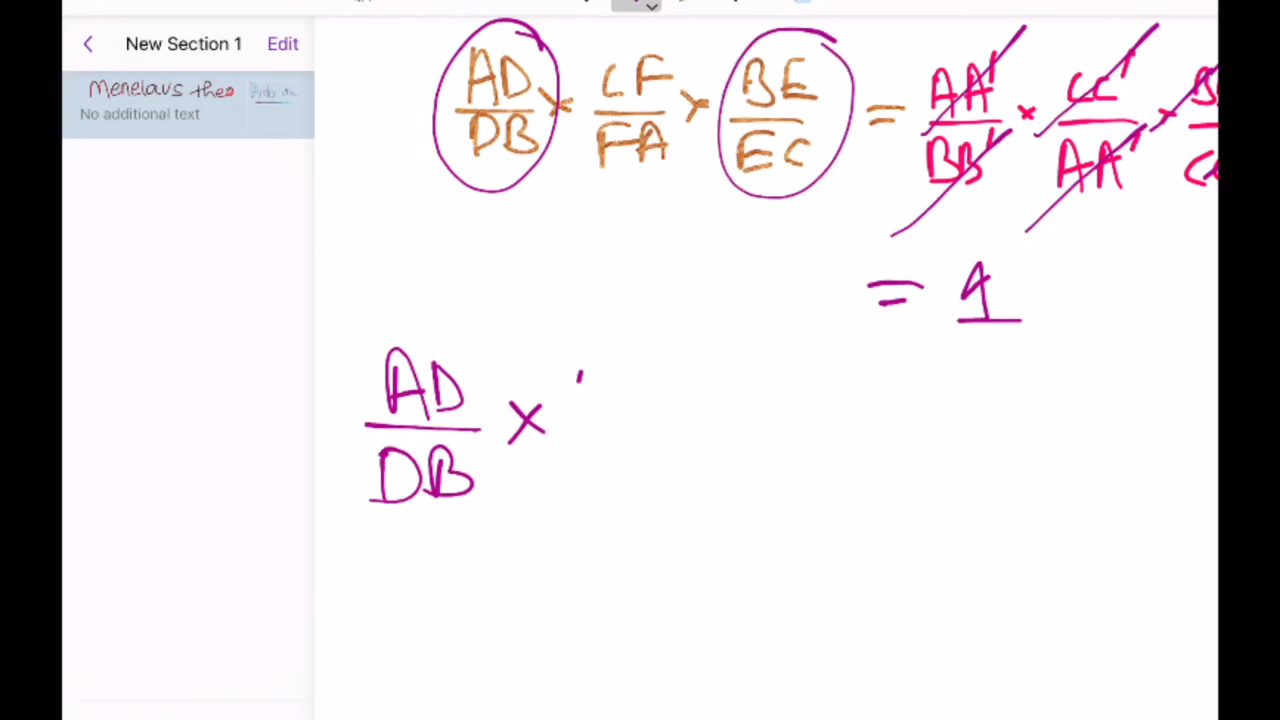 New Section 1 Edit
Menelaus theo
No additional text
AD/DB × CF/FA × BE/EC = AA'/BB' × CC'/AA' ×
= 1
AD/DB ×